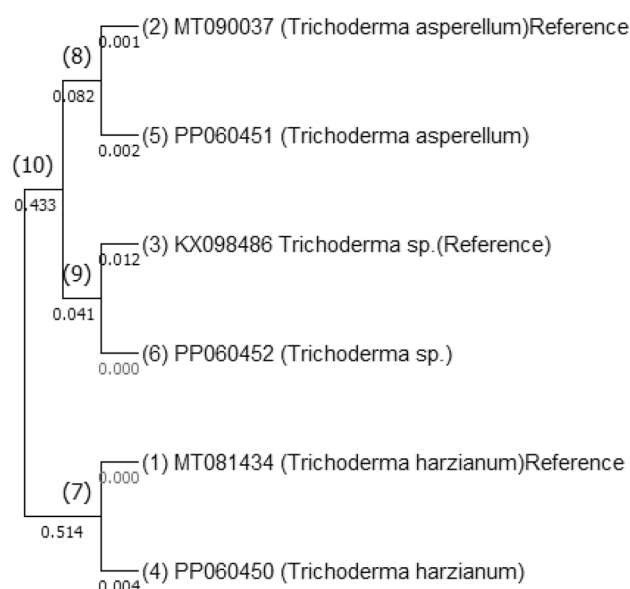 (2) MT090037 (Trichoderma asperellum)Reference
0.001
(8)
0.082
(5) PP060451 (Trichoderma asperellum)
0.002
(10)
0.433
(3) KX098486 Trichoderma sp.(Reference)
0.012
(9)
0.041
(6) PP060452 (Trichoderma sp.)
0.000
(1) MT081434 (Trichoderma harzianum)Reference
0.000
(7)
0.514
(4) PP060450 (Trichoderma harzianum)
0.004